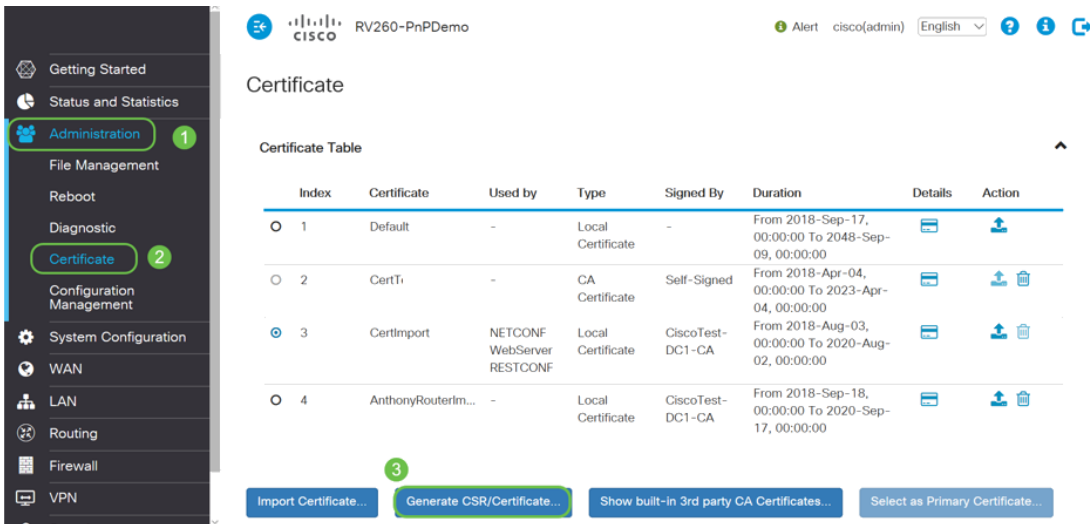 CISCO
RV260-PnPDemo
Alert
cisco(admin)
English
Getting Started
Status and Statistics
Administration
1
File Management
Reboot
Diagnostic
Certificate
2
Configuration
Management
System Configuration
WAN
LAN
Routing
Firewall
VPN
Certificate
Certificate Table
Index Certificate Used by Type Signed By Duration Details Action
1 Default - Local - From 2018-Sep-17,
Certificate 00:00:00 To 2048-Sep-
09, 00:00:00
2 - CA Self-Signed From 2018-Apr-04,
Certificate 00:00:00 To 2023-Apr-
04, 00:00:00
3 CertImport NETCONF Local CiscoTest- From 2018-Aug-03,
WebServer Certificate DC1-CA 00:00:00 To 2020-Aug-
RESTCONF 02, 00:00:00
4 AnthonyRouterIm... - Local CiscoTest- From 2018-Sep-18,
Certificate DC1-CA 00:00:00 To 2020-Sep-
17, 00:00:00
3
Import Certificate... Generate CSR/Certificate... Show built-in 3rd party CA Certificates... Select as Primary Certificate...